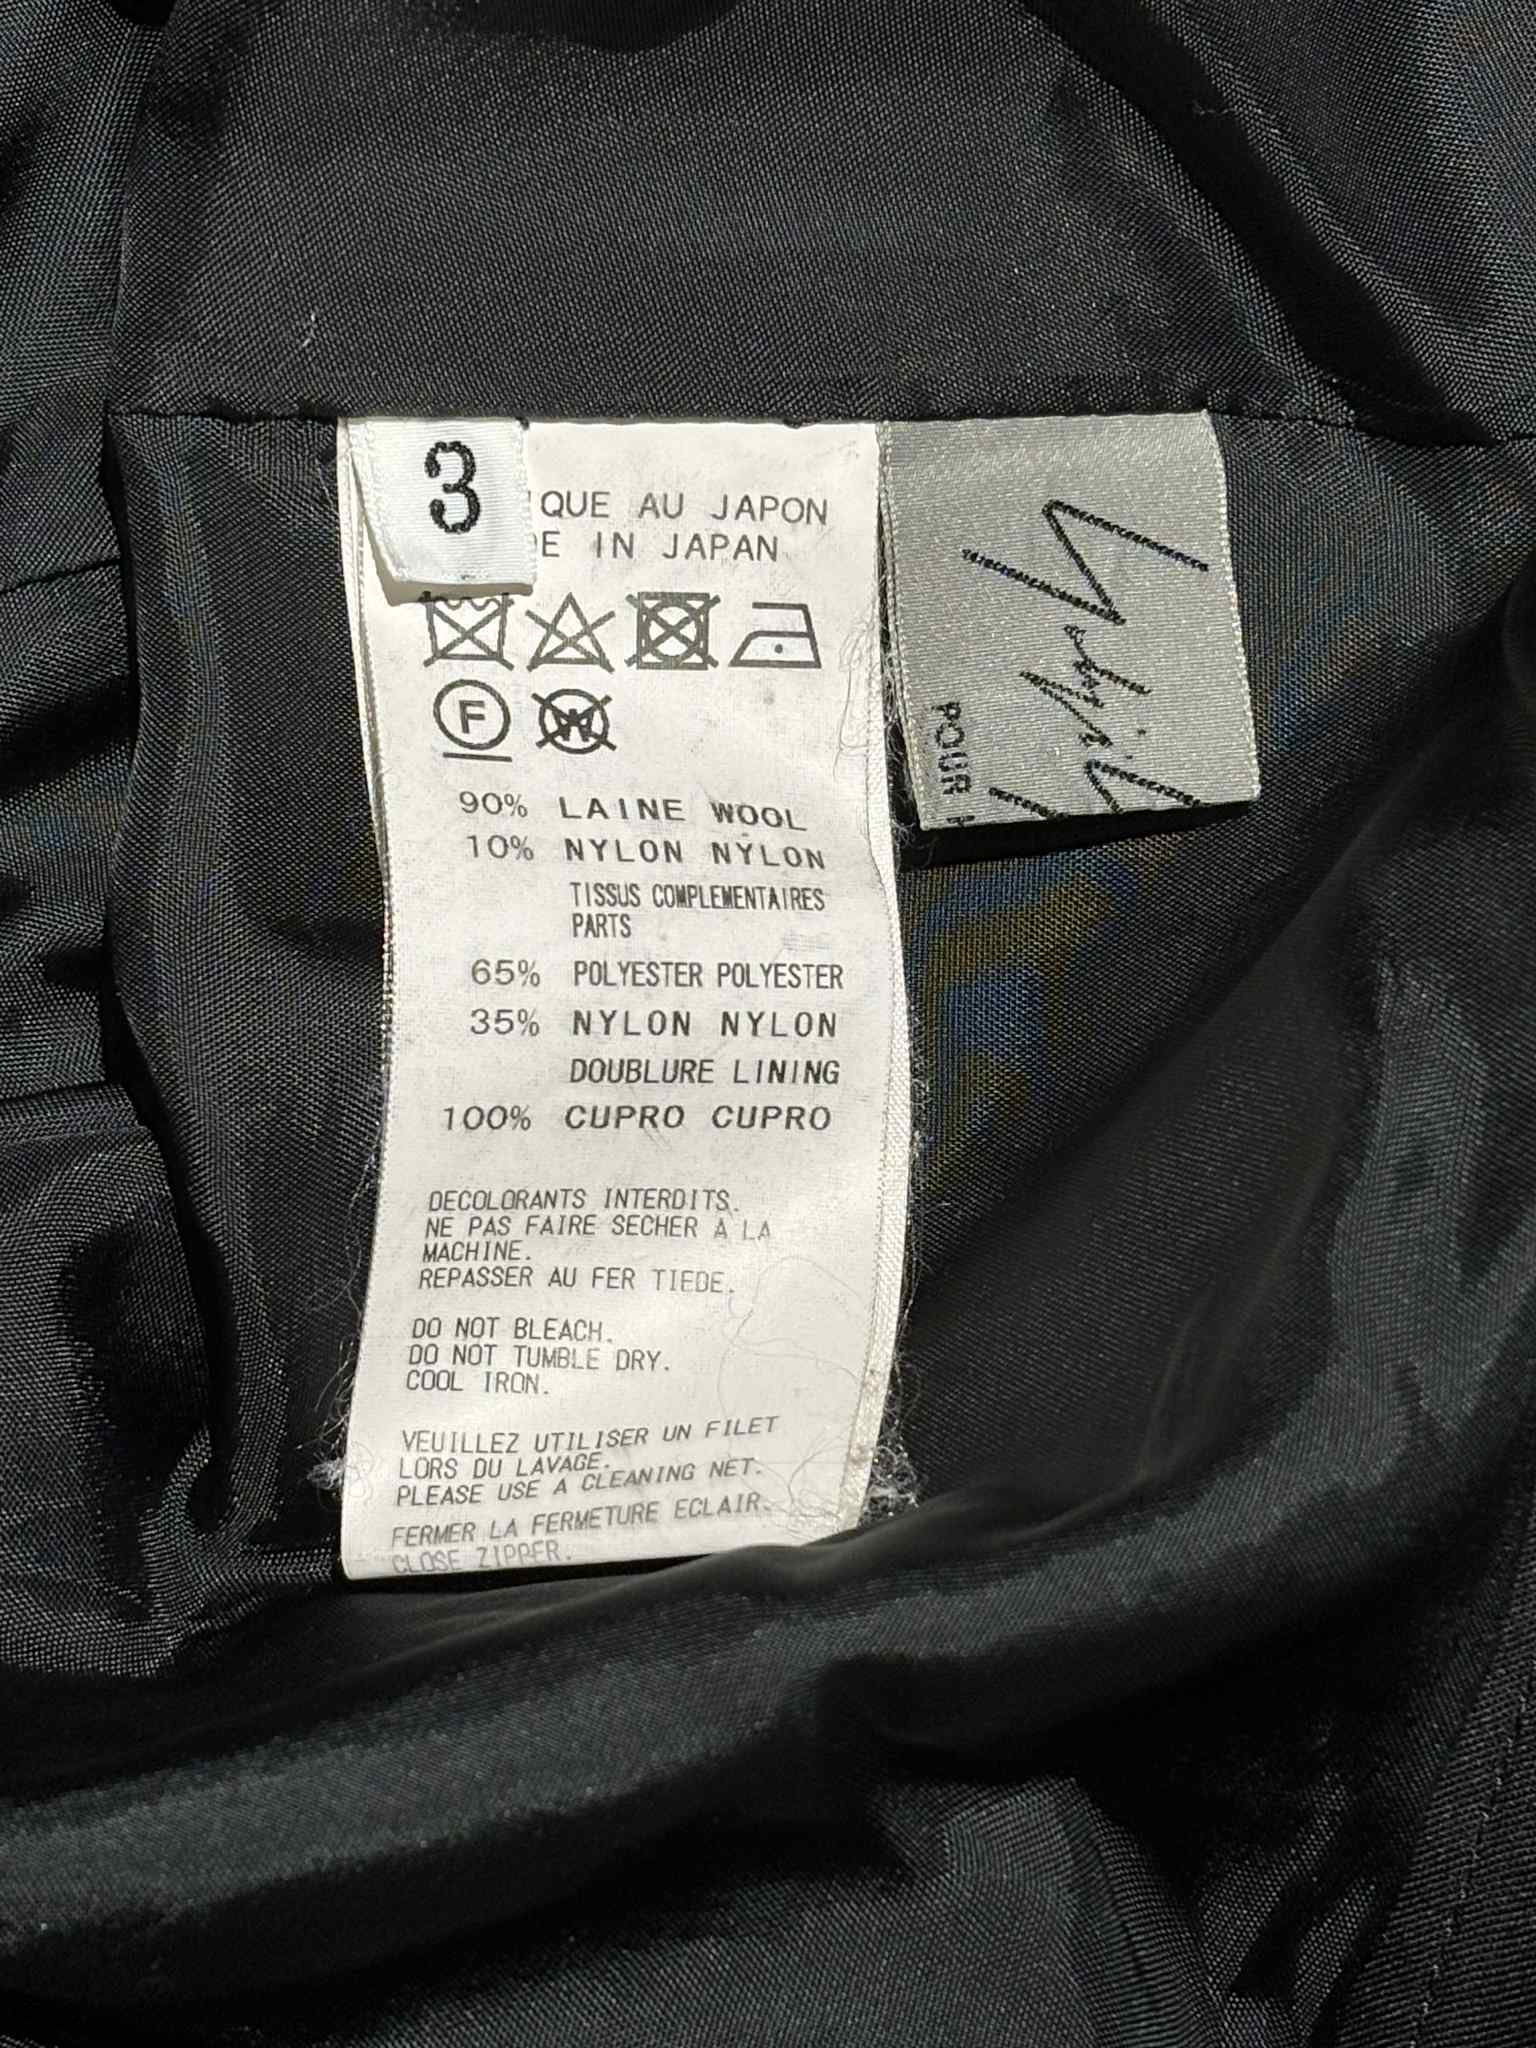 3
QUE AU JAPON
E IN JAPAN
F
W
90% LAINE WOOL
10% NYLON NYLON
TISSUS COMPLEMENTAIRES
PARTS
65% POLYESTER POLYESTER
35% NYLON NYLON
DOUBLURE LINING
100% CUPRO CUPRO
DECOLORANTS INTERDITS.
NE PAS FAIRE SECHER A LA
MACHINE.
REPASSER AU FER TIEDE.
DO NOT BLEACH.
DO NOT TUMBLE DRY.
COOL IRON.
VEUILLEZ UTILISER UN FILET
LORS DU LAVAGE.
PLEASE USE A CLEANING NET.
FERMER LA FERMETURE ECLAIR.
CLOSE ZIPPER.
Yohji
POUR